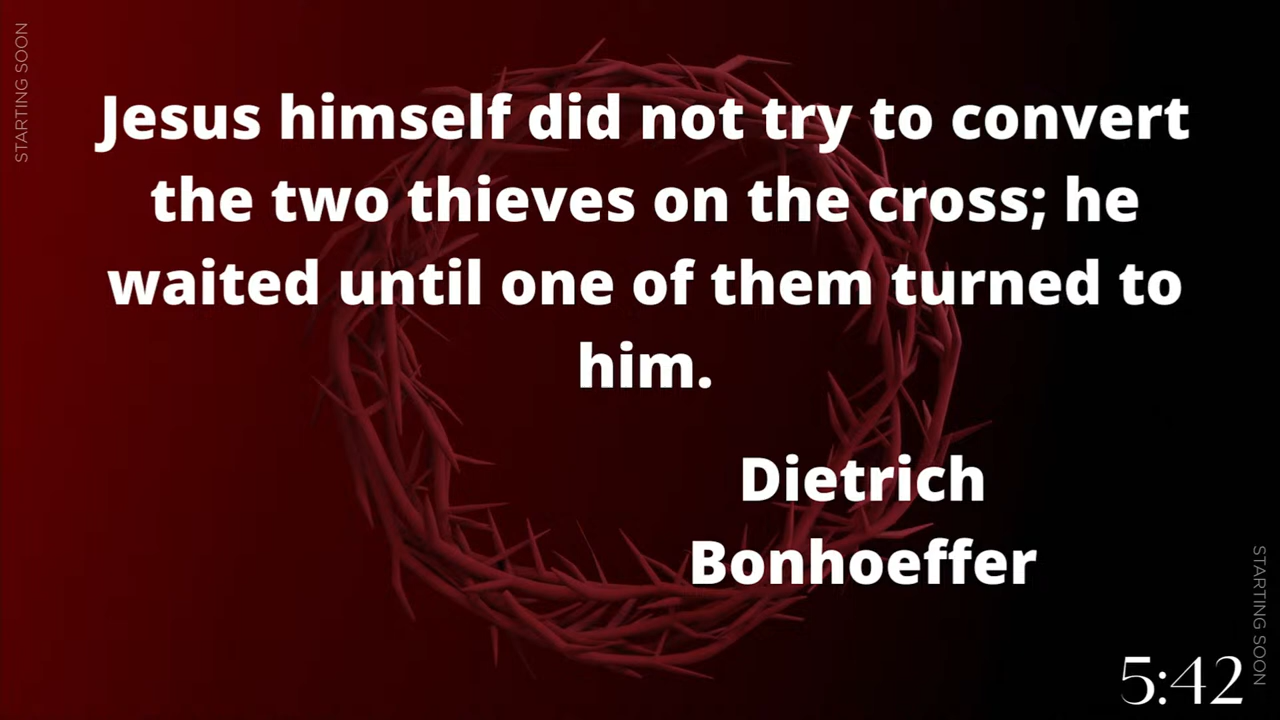 STARTING SOON
Jesus himself did not try to convert
the two thieves on the cross; he
waited until one of them turned to
him.
Dietrich
Bonhoeffer
STARTING SOON
5:42